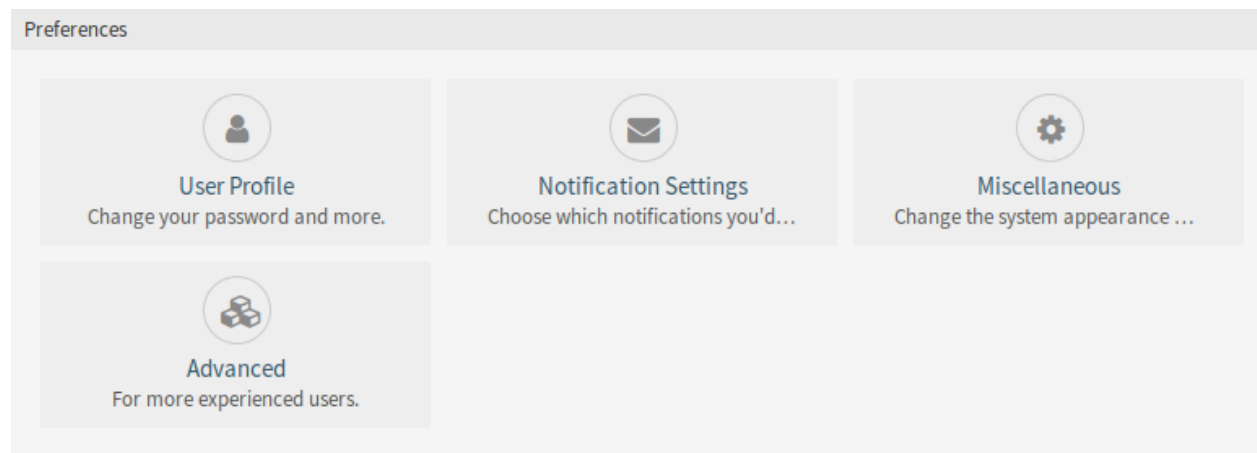 Preferences
User Profile
Change your password and more.
Notification Settings
Choose which notifications you'd…
Miscellaneous
Change the system appearance …
Advanced
For more experienced users.